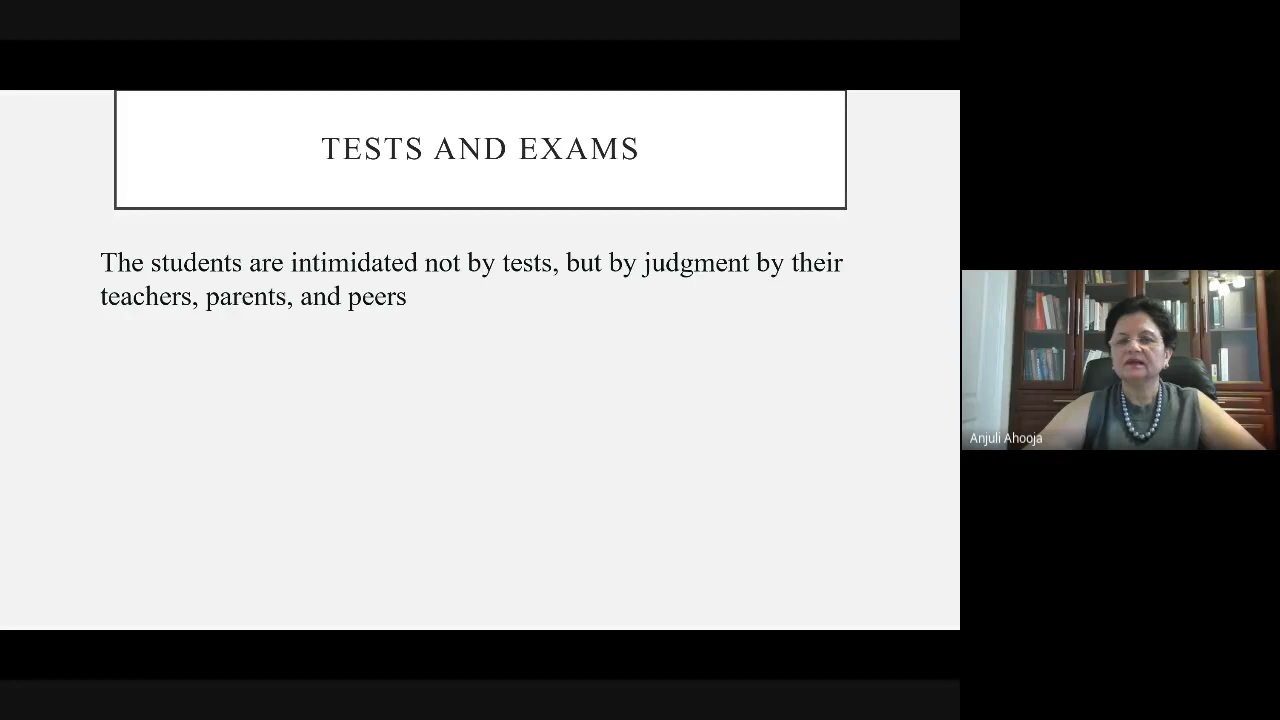 TESTS AND EXAMS
The students are intimidated not by tests, but by judgment by their
teachers, parents, and peers
Anjuli Ahooja